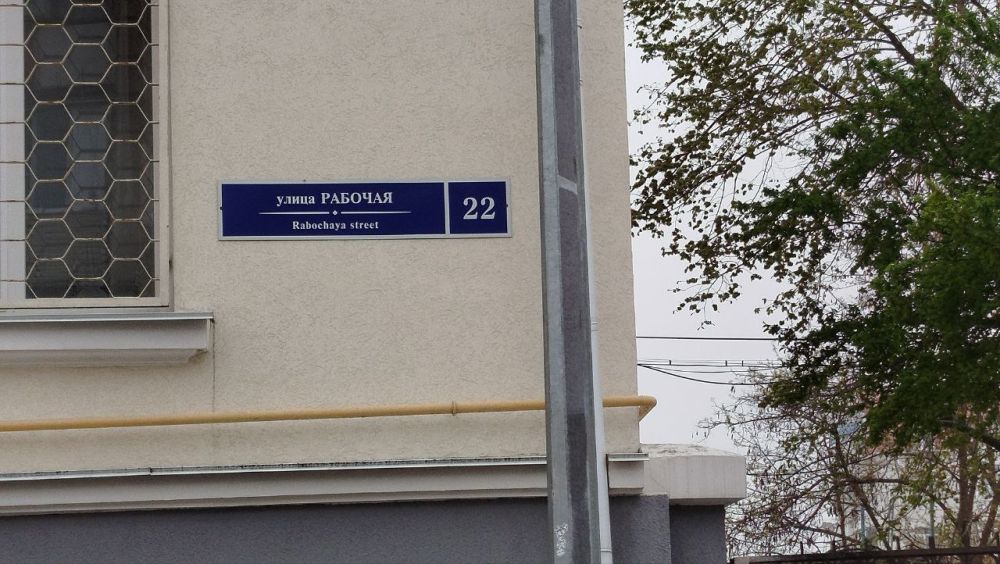 улица РАБОЧАЯ
Rabochaya street
22